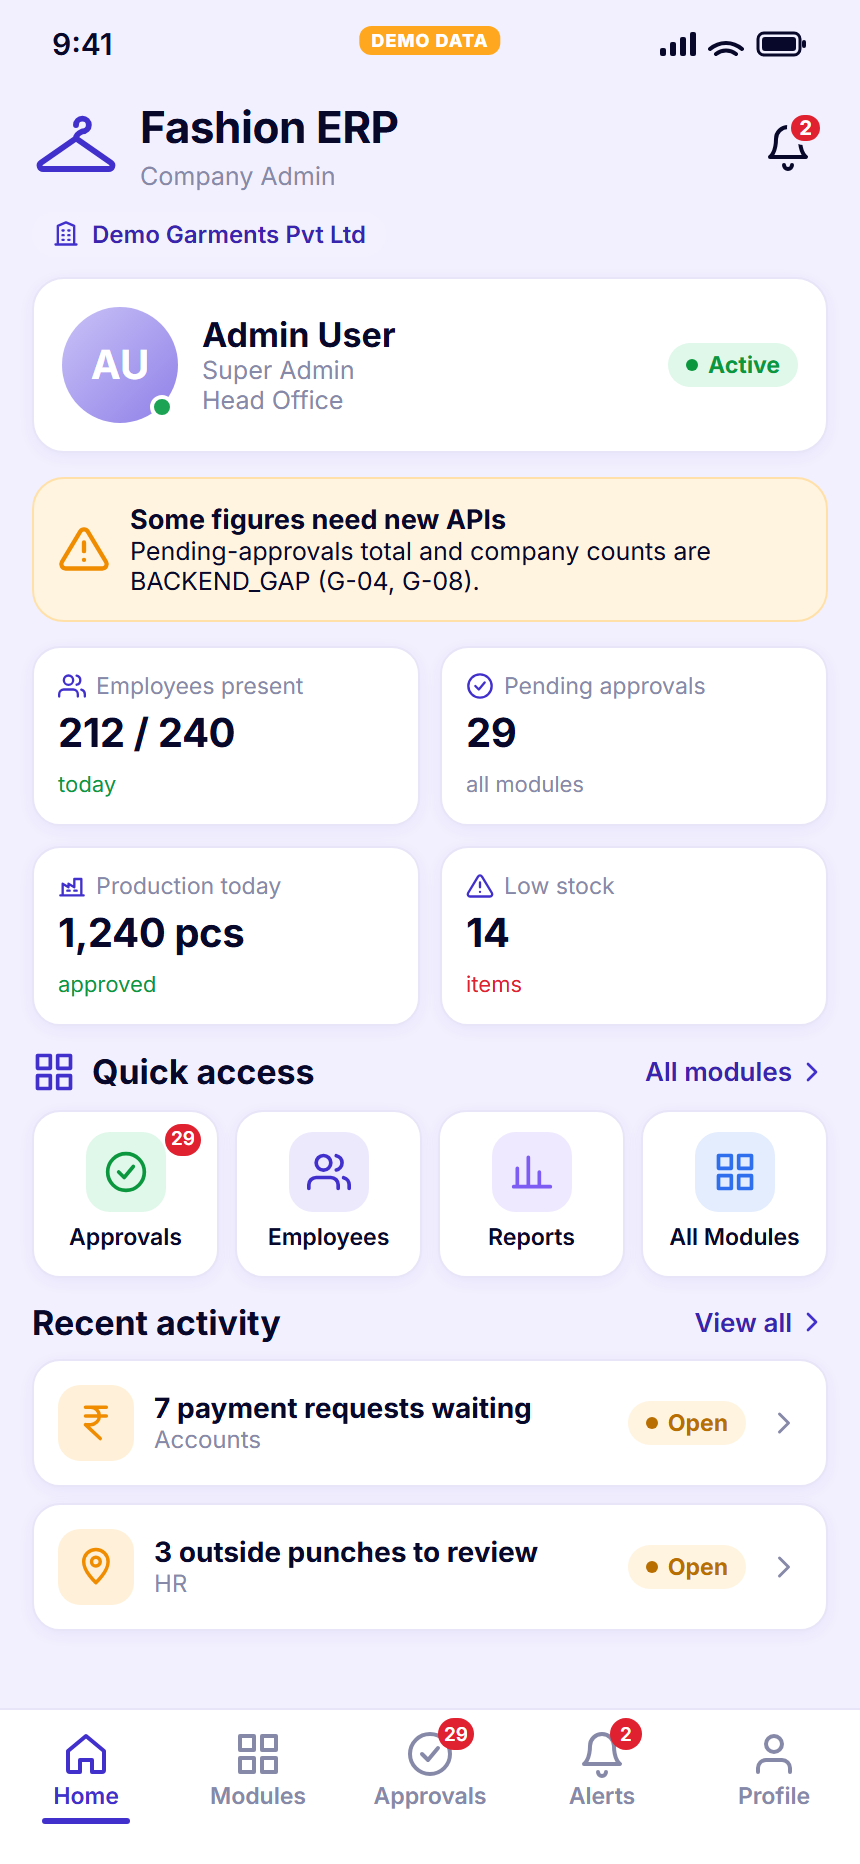 9:41
DEMO DATA
Fashion ERP
2
Company Admin
Demo Garments Pvt Ltd
AU
Admin User
Super Admin
Head Office
Active
Some figures need new APIs
Pending-approvals total and company counts are
BACKEND_GAP (G-04, G-08).
Employees present
212 / 240
today
Pending approvals
29
all modules
Production today
1,240 pcs
approved
Low stock
14
items
Quick access
All modules
29
Approvals
Employees
Reports
All Modules
Recent activity
View all
₹
7 payment requests waiting
Accounts
Open
3 outside punches to review
HR
Open
Home
Modules
29
Approvals
2
Alerts
Profile